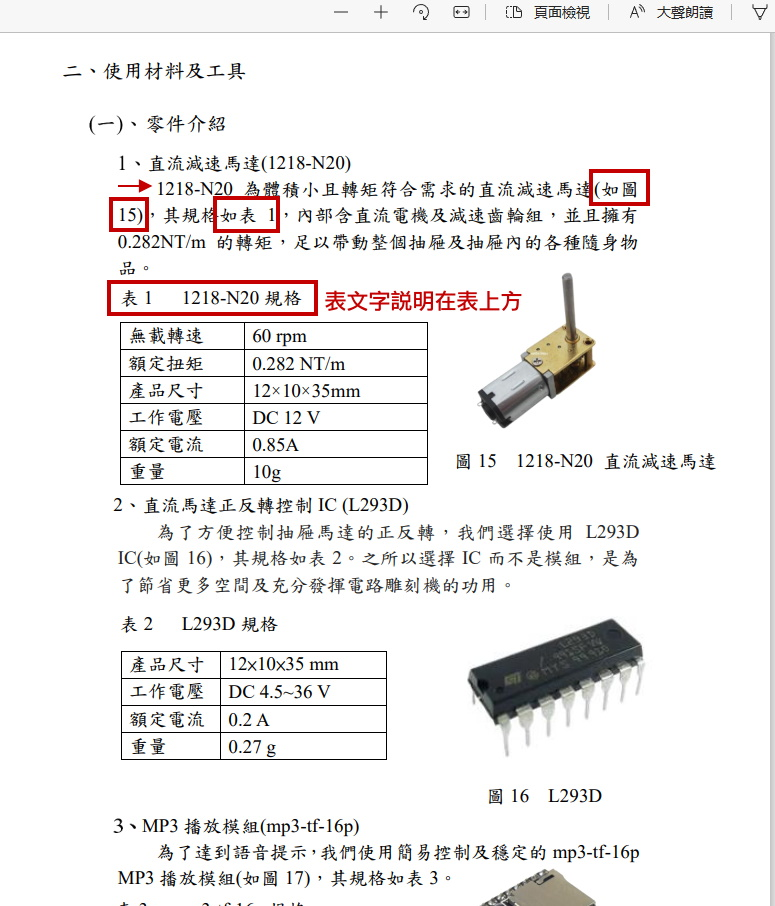 頁面檢視
大聲朗讀
二、使用材料及工具
(一)、零件介紹
1、直流減速馬達(1218-N20)
1218-N20 為體積小且轉矩符合需求的直流減速馬達(如圖
15)，其規格如表 1，內部含直流電機及減速齒輪組，並且擁有
0.282NT/m 的轉矩，足以帶動整個抽屜及抽屜內的各種隨身物
品。
表 1 1218-N20 規格
表文字說明在表上方
無載轉速 60 rpm
額定扭矩 0.282 NT/m
產品尺寸 12×10×35mm
工作電壓 DC 12 V
額定電流 0.85A
重量 10g
圖 15 1218-N20 直流減速馬達
2、直流馬達正反轉控制 IC (L293D)
為了方便控制抽屜馬達的正反轉，我們選擇使用 L293D
IC(如圖 16)，其規格如表 2。之所以選擇 IC 而不是模組，是為
了節省更多空間及充分發揮電路雕刻機的功用。
表 2 L293D 規格
產品尺寸 12x10x35 mm
工作電壓 DC 4.5~36 V
額定電流 0.2 A
重量 0.27 g
L293D
圖 16 L293D
3、MP3 播放模組(mp3-tf-16p)
為了達到語音提示，我們使用簡易控制及穩定的 mp3-tf-16p
MP3 播放模組(如圖 17)，其規格如表 3。